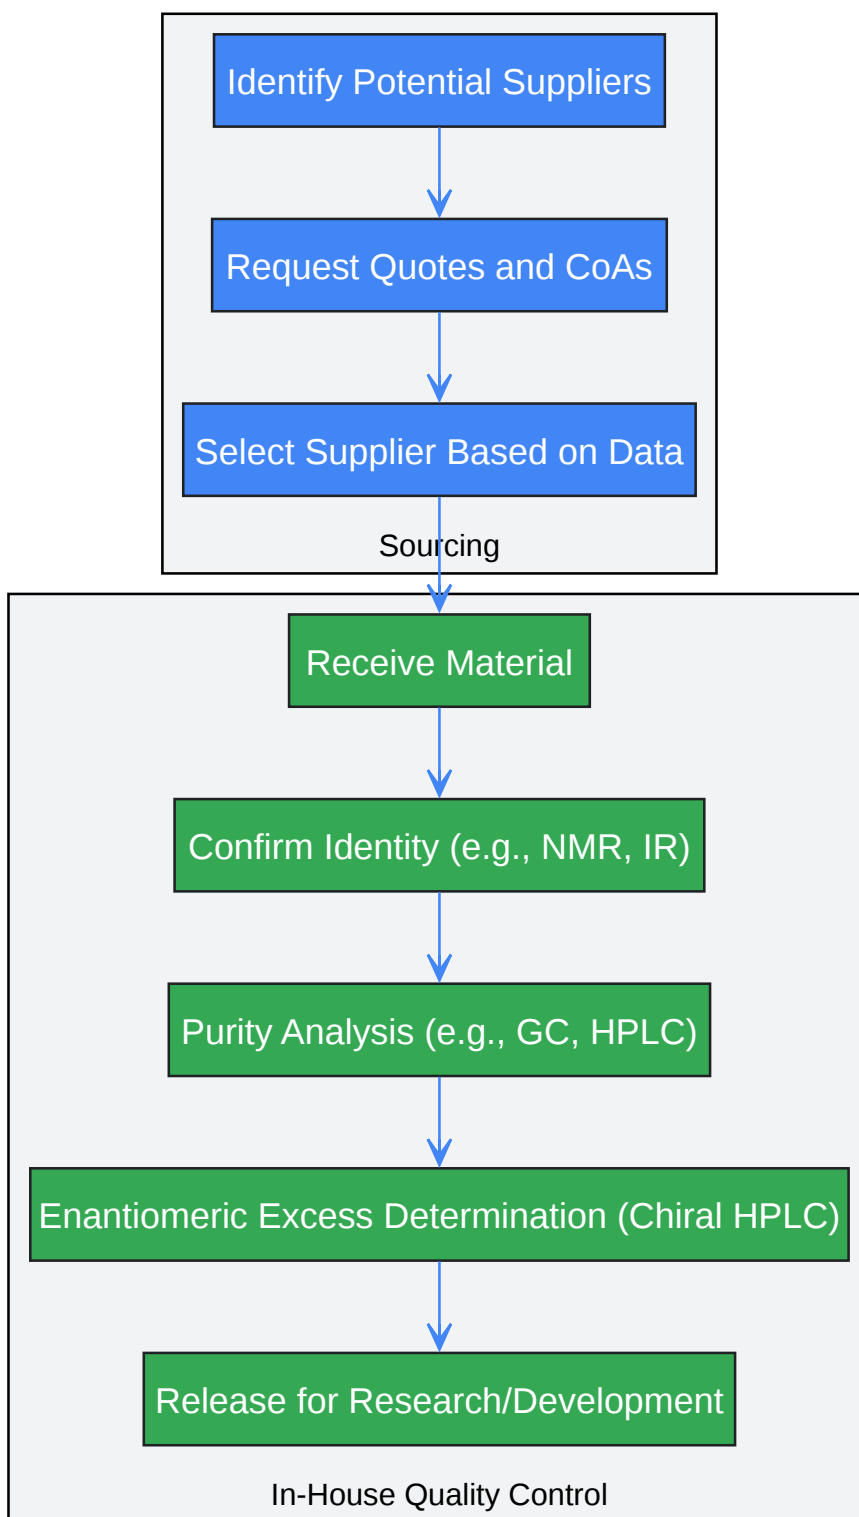 Identify Potential Suppliers
Request Quotes and CoAs
Select Supplier Based on Data
Sourcing
Receive Material
Confirm Identity (e.g., NMR, IR)
Purity Analysis (e.g., GC, HPLC)
Enantiomeric Excess Determination (Chiral HPLC)
Release for Research/Development
In-House Quality Control